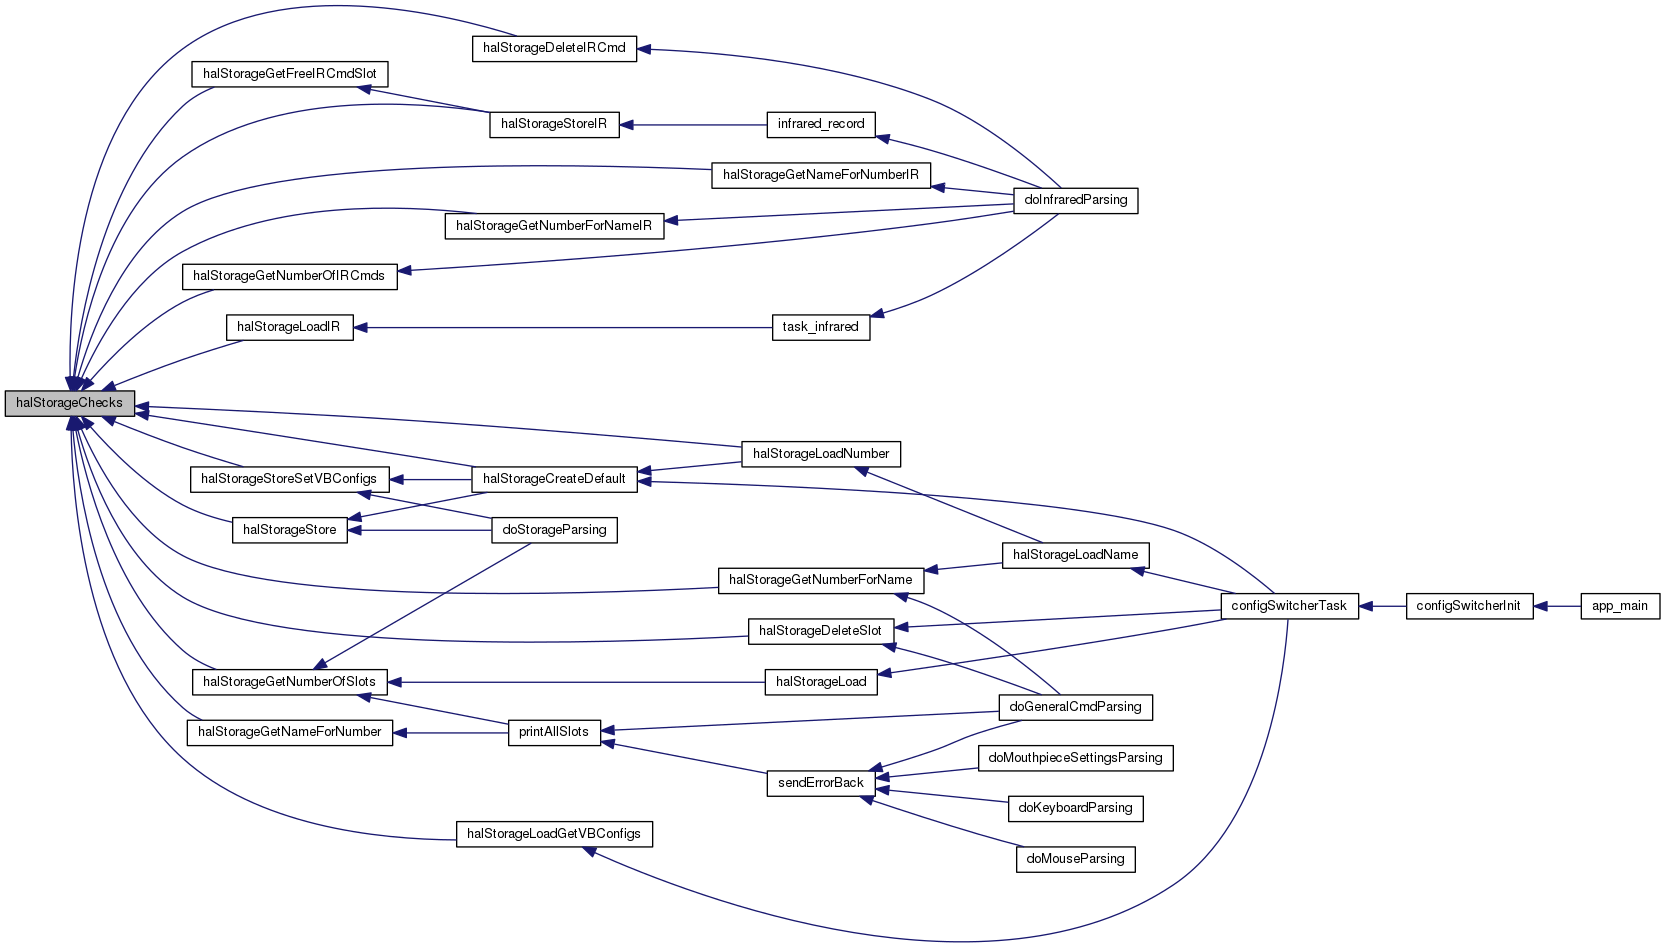 halStorageDeleteIRCmd
halStorageGetFreeIRCmdSlot
halStorageStoreIR
infrared_record
halStorageGetNameForNumberIR
doInfraredParsing
halStorageGetNumberForNameIR
halStorageGetNumberOfIRCmds
halStorageLoadIR
task_infrared
halStorageChecks
halStorageLoadNumber
halStorageStoreSetVBConfigs
halStorageCreateDefault
halStorageStore
doStorageParsing
halStorageLoadName
halStorageGetNumberForName
configSwitcherTask
configSwitcherInit
app_main
halStorageDeleteSlot
halStorageGetNumberOfSlots
halStorageLoad
doGeneralCmdParsing
halStorageGetNameForNumber
printAllSlots
doMouthpieceSettingsParsing
sendErrorBack
doKeyboardParsing
halStorageLoadGetVBConfigs
doMouseParsing